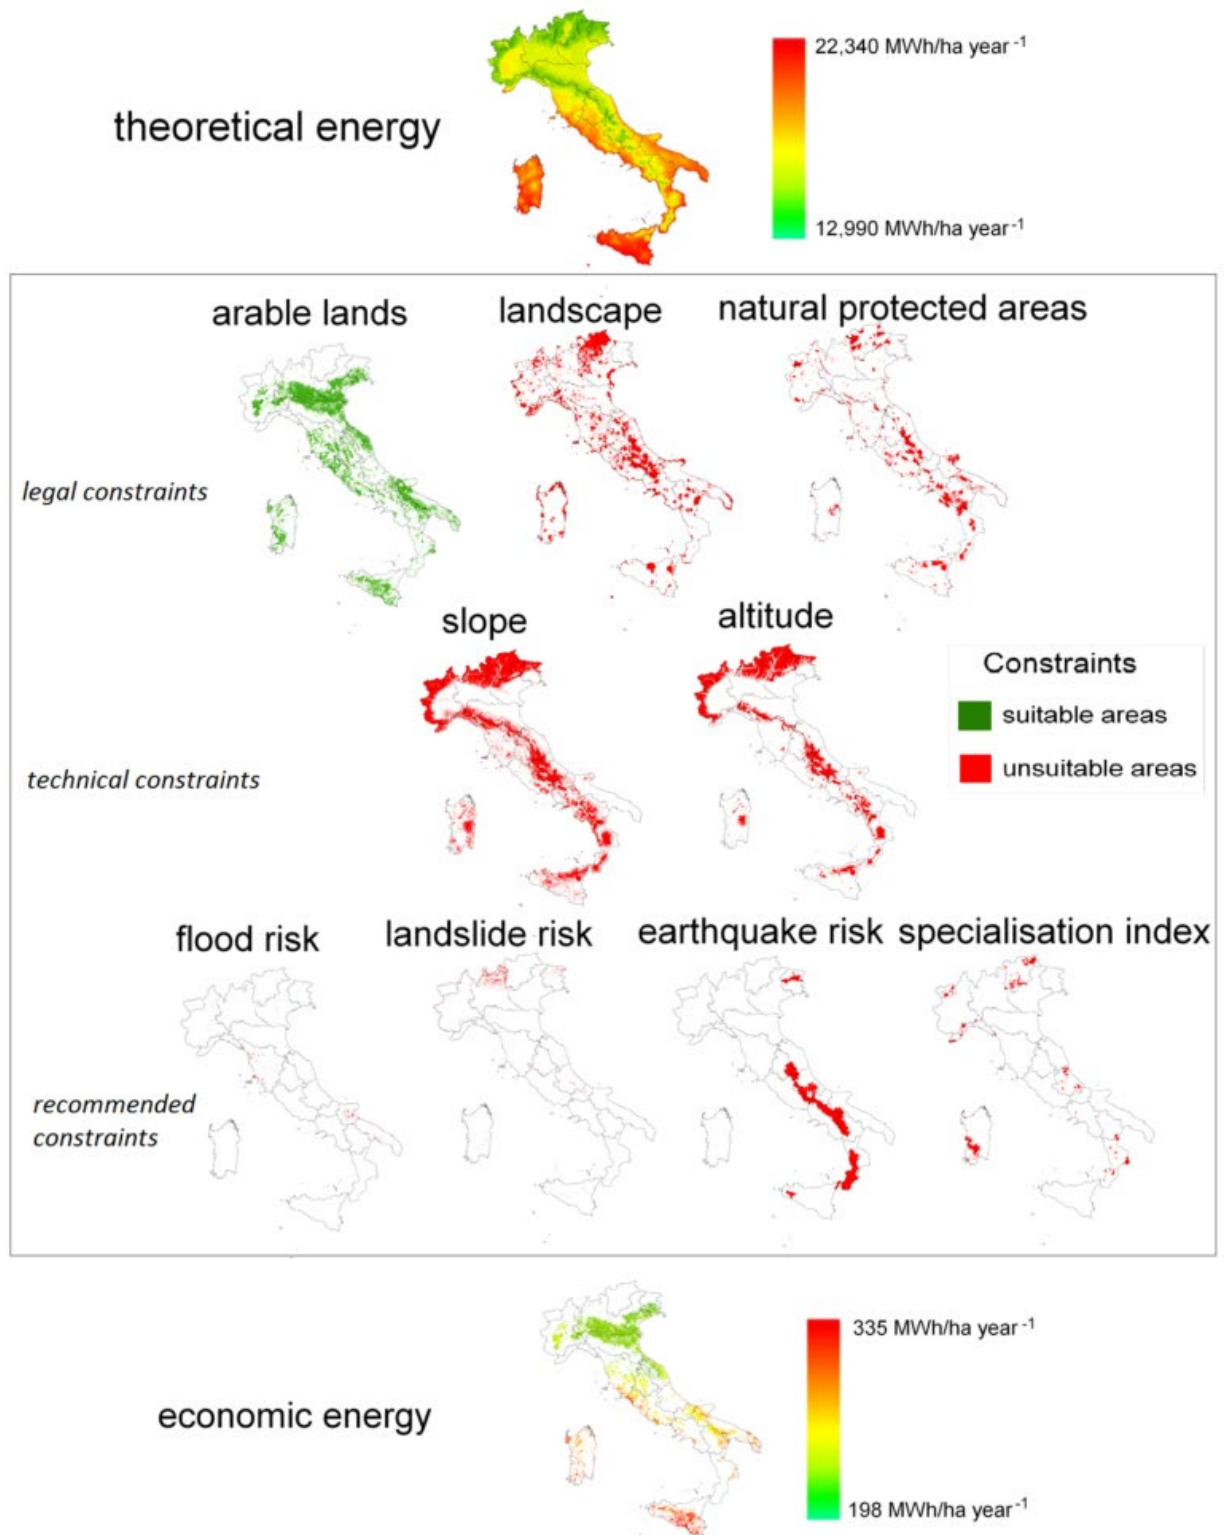 22,340 MWh/ha year -1
theoretical energy
12,990 MWh/ha year -1
arable lands
landscape
natural protected areas
legal constraints
slope
altitude
Constraints
suitable areas
unsuitable areas
technical constraints
flood risk
landslide risk
earthquake risk
specialisation index
recommended
constraints
335 MWh/ha year -1
economic energy
198 MWh/ha year -1